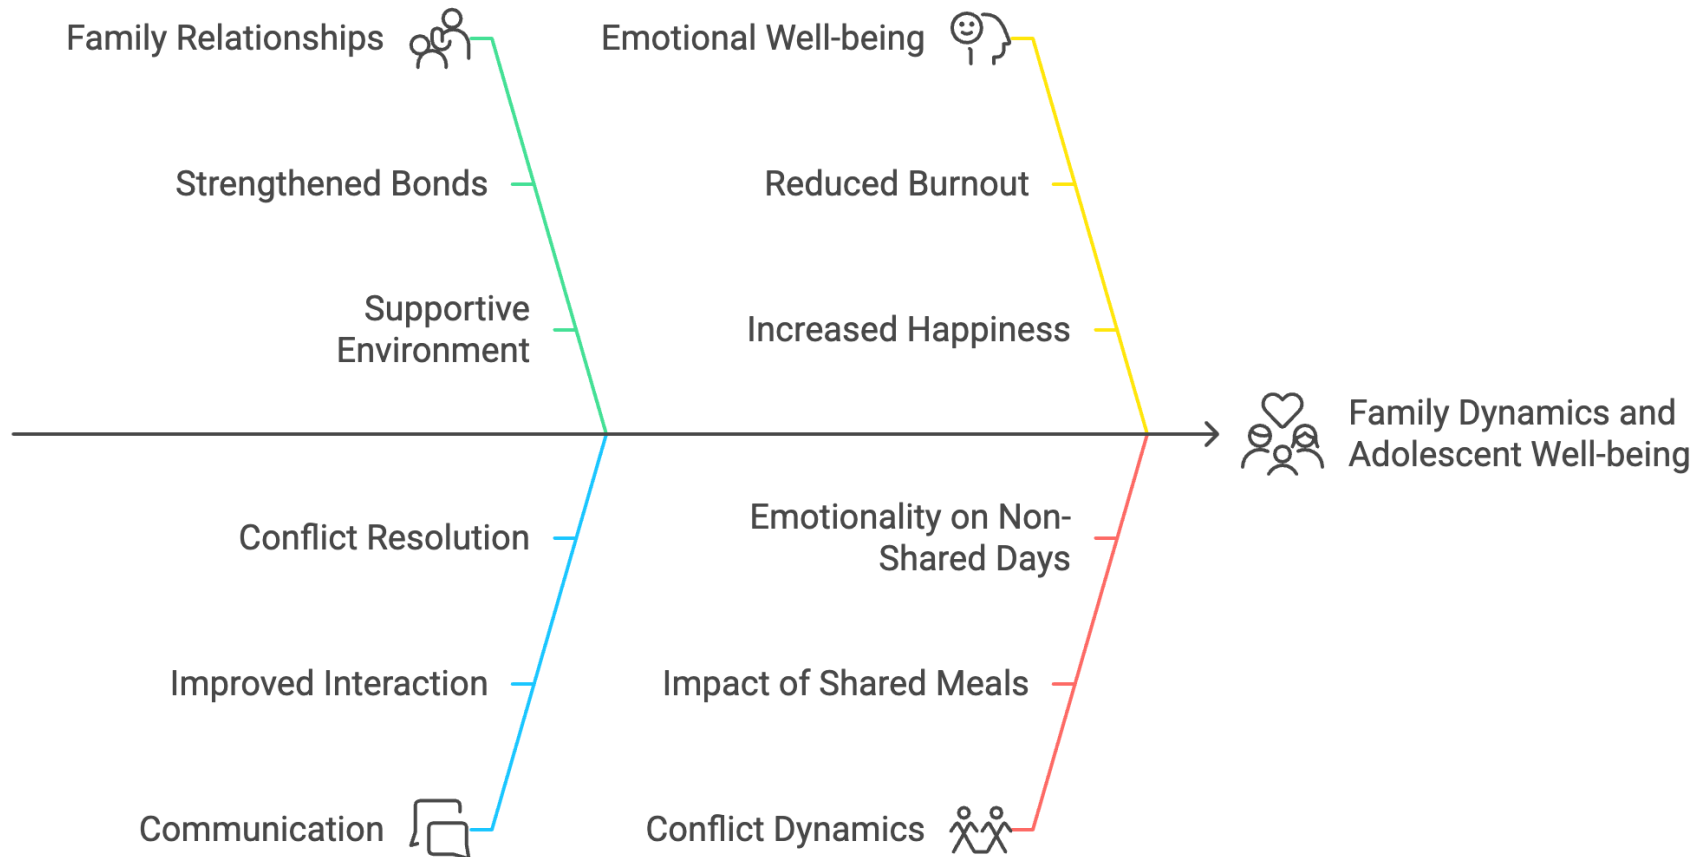 Family Relationships
Strengthened Bonds
Supportive
Environment
Emotional Well-being
Reduced Burnout
Increased Happiness
Family Dynamics and
Adolescent Well-being
Conflict Resolution
Improved Interaction
Communication
Emotionality on Non-
Shared Days
Impact of Shared Meals
Conflict Dynamics